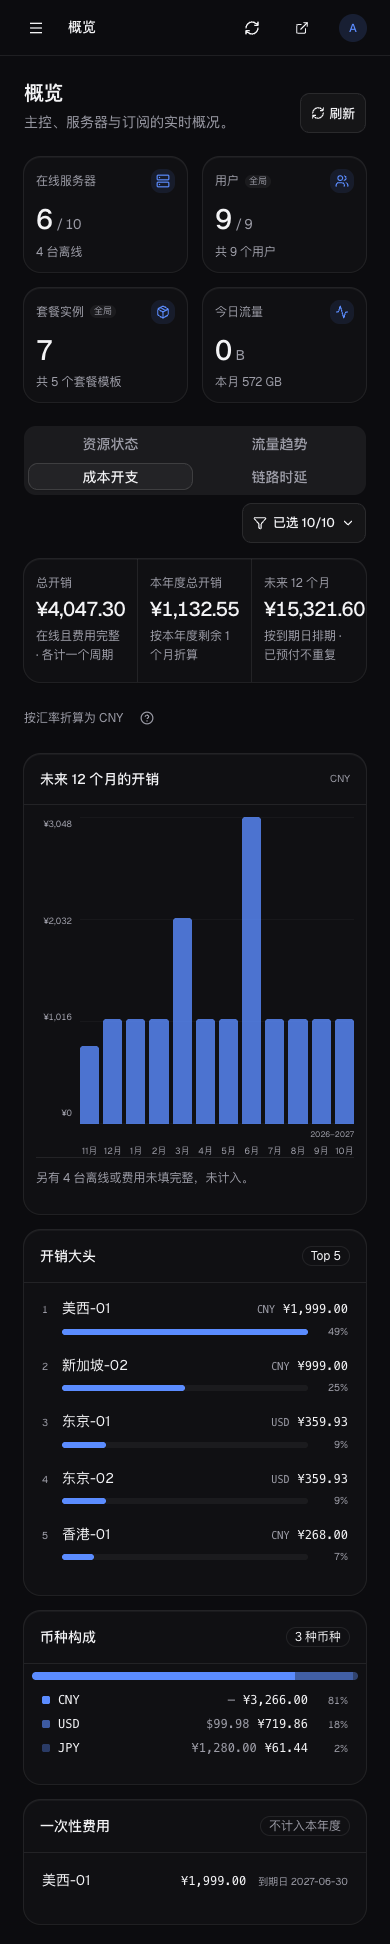 概览
A
概览
主控、服务器与订阅的实时概况。
刷新
在线服务器
6 / 10
4 台离线
用户 全局
9 / 9
共 9 个用户
套餐实例 全局
7
共 5 个套餐模板
今日流量
0 B
本月 572 GB
资源状态
流量趋势
成本开支
链路时延
已选 10/10
总开销
¥4,047.30
在线且费用完整
· 各计一个周期
本年度总开销
¥1,132.55
按本年度剩余 1
个月折算
未来 12 个月
¥15,321.60
按到期日排期 ·
已预付不重复
按汇率折算为 CNY
未来 12 个月的开销
CNY
¥3,048
¥2,032
¥1,016
¥0
2026–2027
11月 12月 1月 2月 3月 4月 5月 6月 7月 8月 9月 10月
另有 4 台离线或费用未填完整，未计入。
开销大头
Top 5
1 美西-01 CNY ¥1,999.00
49%
2 新加坡-02 CNY ¥999.00
25%
3 东京-01 USD ¥359.93
9%
4 东京-02 USD ¥359.93
9%
5 香港-01 CNY ¥268.00
7%
币种构成
3 种币种
CNY — ¥3,266.00 81%
USD $99.98 ¥719.86 18%
JPY ¥1,280.00 ¥61.44 2%
一次性费用
不计入本年度
美西-01 ¥1,999.00 到期日 2027-06-30